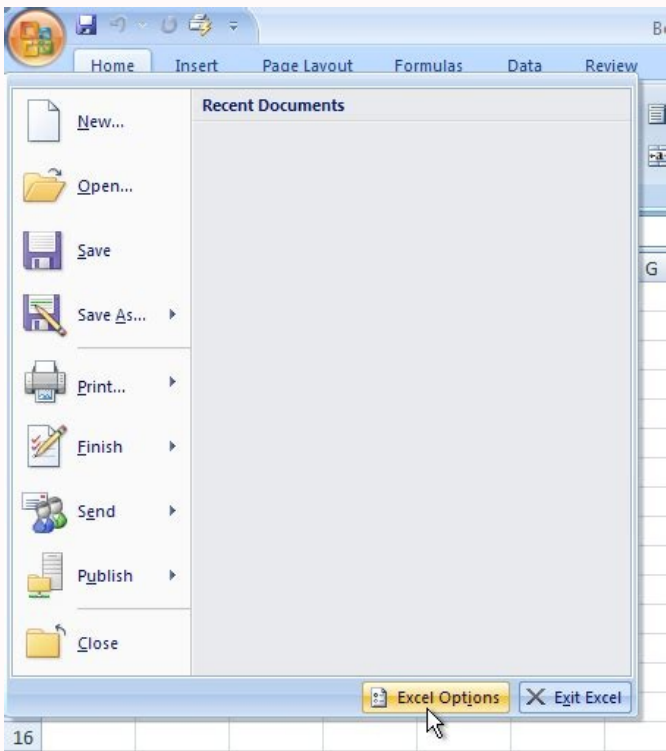 Home Insert Page Layout Formulas Data Review
Recent Documents
New...
Open...
Save
Save As...
Print...
Finish
Send
Publish
Close
Excel Options Exit Excel
G
16